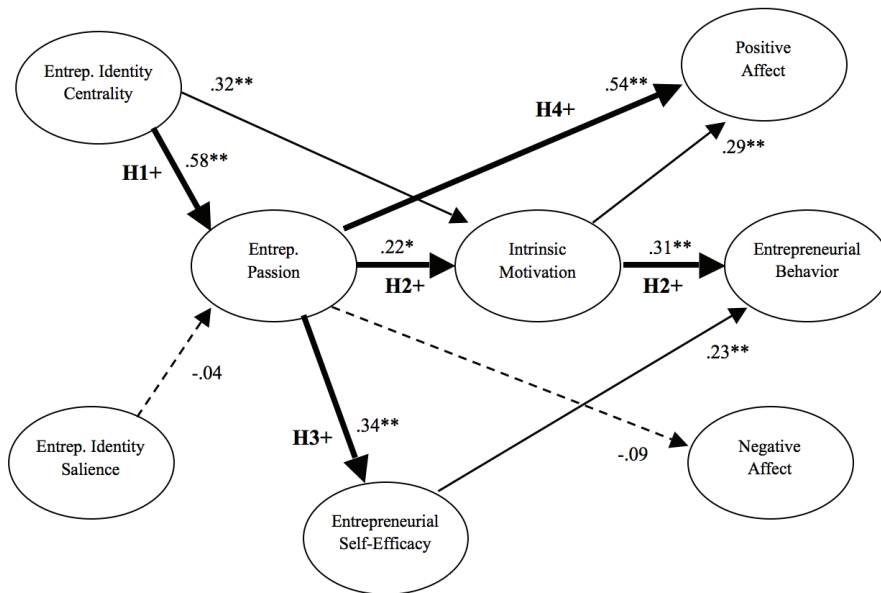 Positive
Affect
Entrep. Identity
Centrality
.32**
.54**
H4+
.29**
H1+
.58**
Entrep.
Passion
.22*
H2+
Intrinsic
Motivation
.31**
H2+
Entrepreneurial
Behavior
-.04
.23**
Entrep. Identity
Salience
H3+
.34**
-.09
Negative
Affect
Entrepreneurial
Self-Efficacy